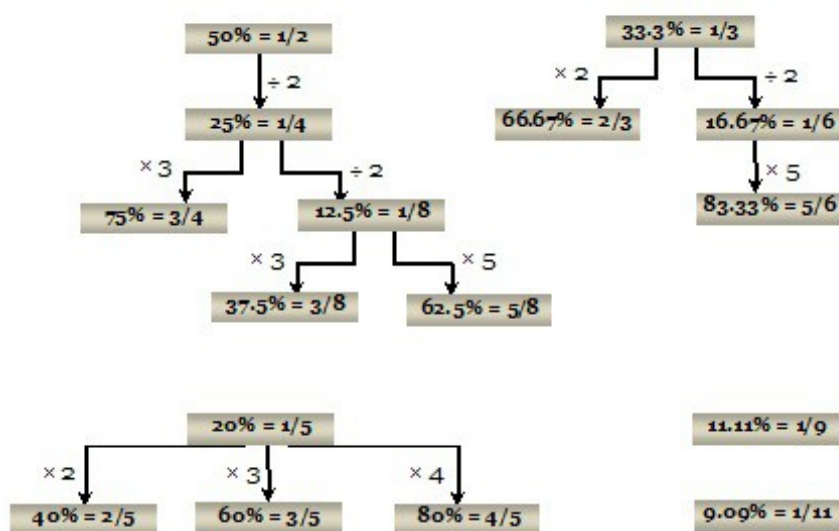 50% = 1/2
÷ 2
25% = 1/4
× 3
÷ 2
75% = 3/4
12.5% = 1/8
× 3
× 5
37.5% = 3/8
62.5% = 5/8
33.3% = 1/3
× 2
÷ 2
66.67% = 2/3
16.67% = 1/6
× 5
83.33% = 5/6
20% = 1/5
× 2
× 3
× 4
40% = 2/5
60% = 3/5
80% = 4/5
11.11% = 1/9
9.09% = 1/11